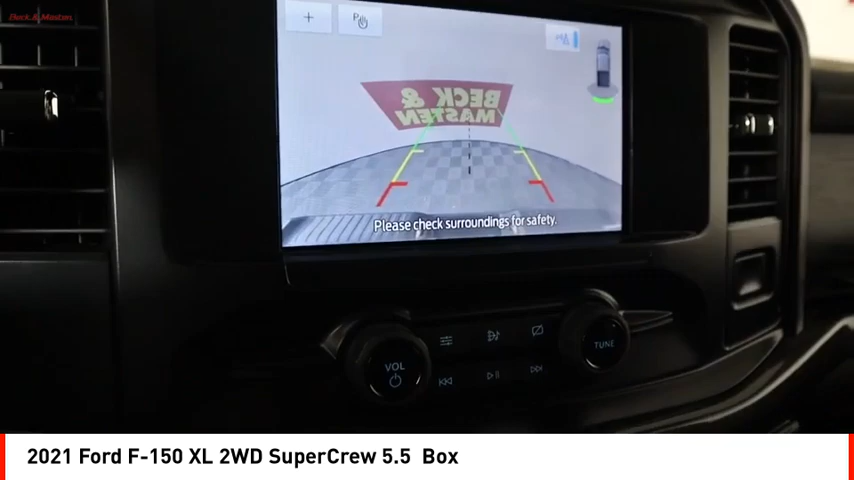 Beck & Masten
BECK &
MASTEN
Please check surroundings for safety.
VOL
TUNE
2021 Ford F-150 XL 2WD SuperCrew 5.5 Box